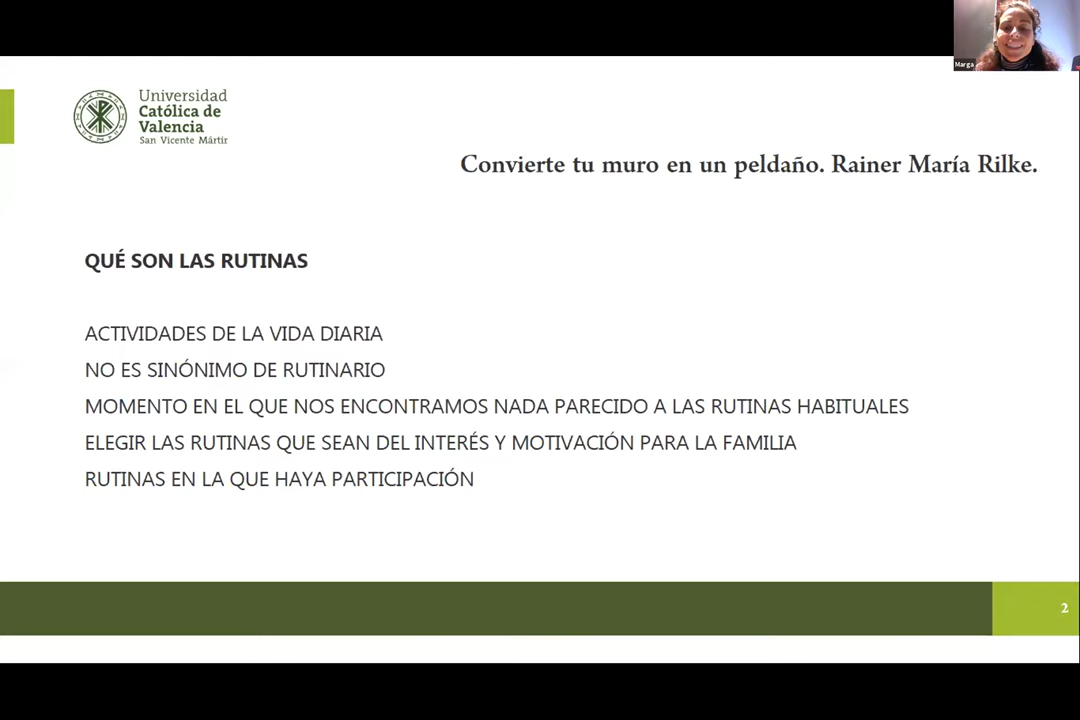 Marga
Universidad
Católica de
Valencia
San Vicente Mártir
Convierte tu muro en un peldaño. Rainer María Rilke.
QUÉ SON LAS RUTINAS
ACTIVIDADES DE LA VIDA DIARIA
NO ES SINÓNIMO DE RUTINARIO
MOMENTO EN EL QUE NOS ENCONTRAMOS NADA PARECIDO A LAS RUTINAS HABITUALES
ELEGIR LAS RUTINAS QUE SEAN DEL INTERÉS Y MOTIVACIÓN PARA LA FAMILIA
RUTINAS EN LA QUE HAYA PARTICIPACIÓN
2